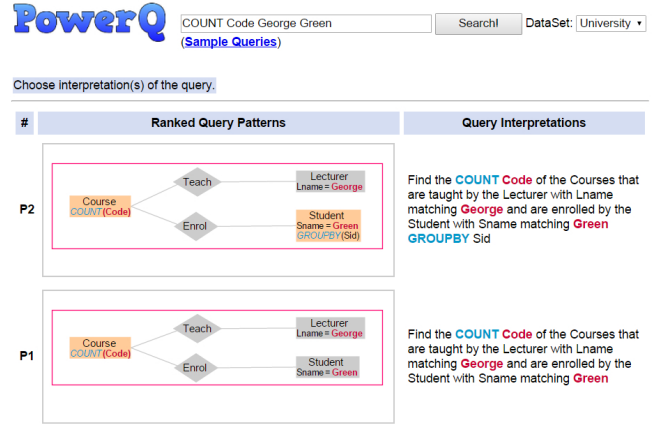 PowerQ
COUNT Code George Green
Search!
DataSet: University
(Sample Queries)
Choose interpretation(s) of the query.
# Ranked Query Patterns Query Interpretations
P2
Course
COUNT(Code)
Teach
Lecturer
Lname = George
Enrol
Student
Sname = Green
GROUPBY(Sid)
Find the COUNT Code of the Courses that
are taught by the Lecturer with Lname
matching George and are enrolled by the
Student with Sname matching Green
GROUPBY Sid
P1
Course
COUNT(Code)
Teach
Lecturer
Lname = George
Enrol
Student
Sname = Green
Find the COUNT Code of the Courses that
are taught by the Lecturer with Lname
matching George and are enrolled by the
Student with Sname matching Green